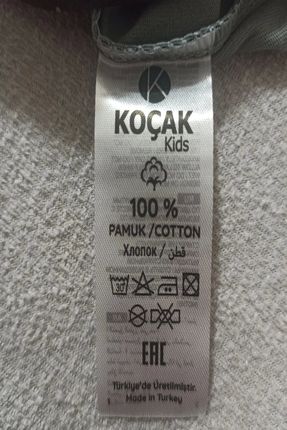 K
KOÇAK
Kids
100 %
PAMUK / COTTON
Хлопок / قطن
30
EAC
Türkiye'de Üretilmiştir.
Made in Turkey